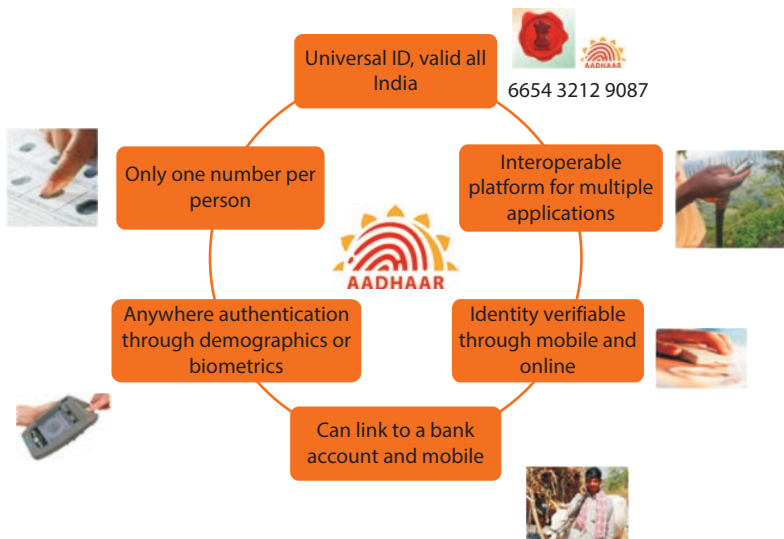 Universal ID, valid all
India
AADHAAR
6654 3212 9087
Only one number per
person
Interoperable
platform for multiple
applications
AADHAAR
Anywhere authentication
through demographics or
biometrics
Identity verifiable
through mobile and
online
Can link to a bank
account and mobile